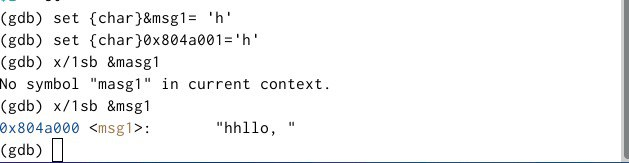 (gdb) set {char}&msg1= 'h'
(gdb) set {char}0x804a001='h'
(gdb) x/1sb &masg1
No symbol "masg1" in current context.
(gdb) x/1sb &msg1
0x804a000 <msg1>:       "hhllo, "
(gdb)